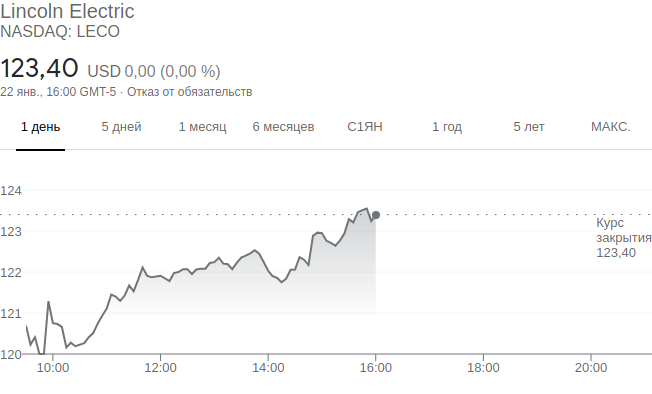 Lincoln Electric
NASDAQ: LECO
123,40 USD 0,00 (0,00 %)
22 янв., 16:00 GMT-5 · Отказ от обязательств
1 день 5 дней 1 месяц 6 месяцев С1ЯН 1 год 5 лет МАКС.
124
123
122
121
120
Курс
закрытия
123,40
10:00 12:00 14:00 16:00 18:00 20:00